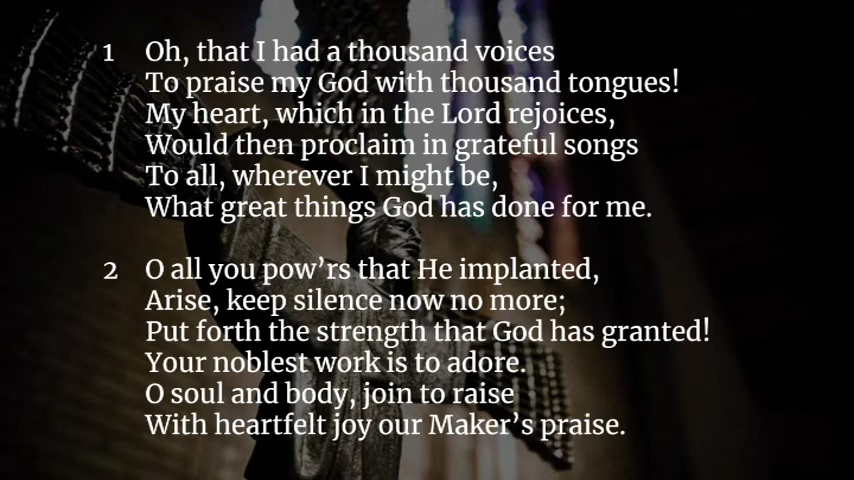 1 Oh, that I had a thousand voices
To praise my God with thousand tongues!
My heart, which in the Lord rejoices,
Would then proclaim in grateful songs
To all, wherever I might be,
What great things God has done for me.
2 O all you pow’rs that He implanted,
Arise, keep silence now no more;
Put forth the strength that God has granted!
Your noblest work is to adore.
O soul and body, join to raise
With heartfelt joy our Maker’s praise.